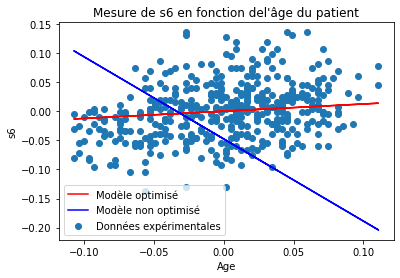 Mesure de s6 en fonction del'âge du patient
0.15
0.10
0.05
0.00
−0.05
−0.10
−0.15
−0.20
s6
Modèle optimisé
Modèle non optimisé
Données expérimentales
−0.10
−0.05
0.00
0.05
0.10
Age